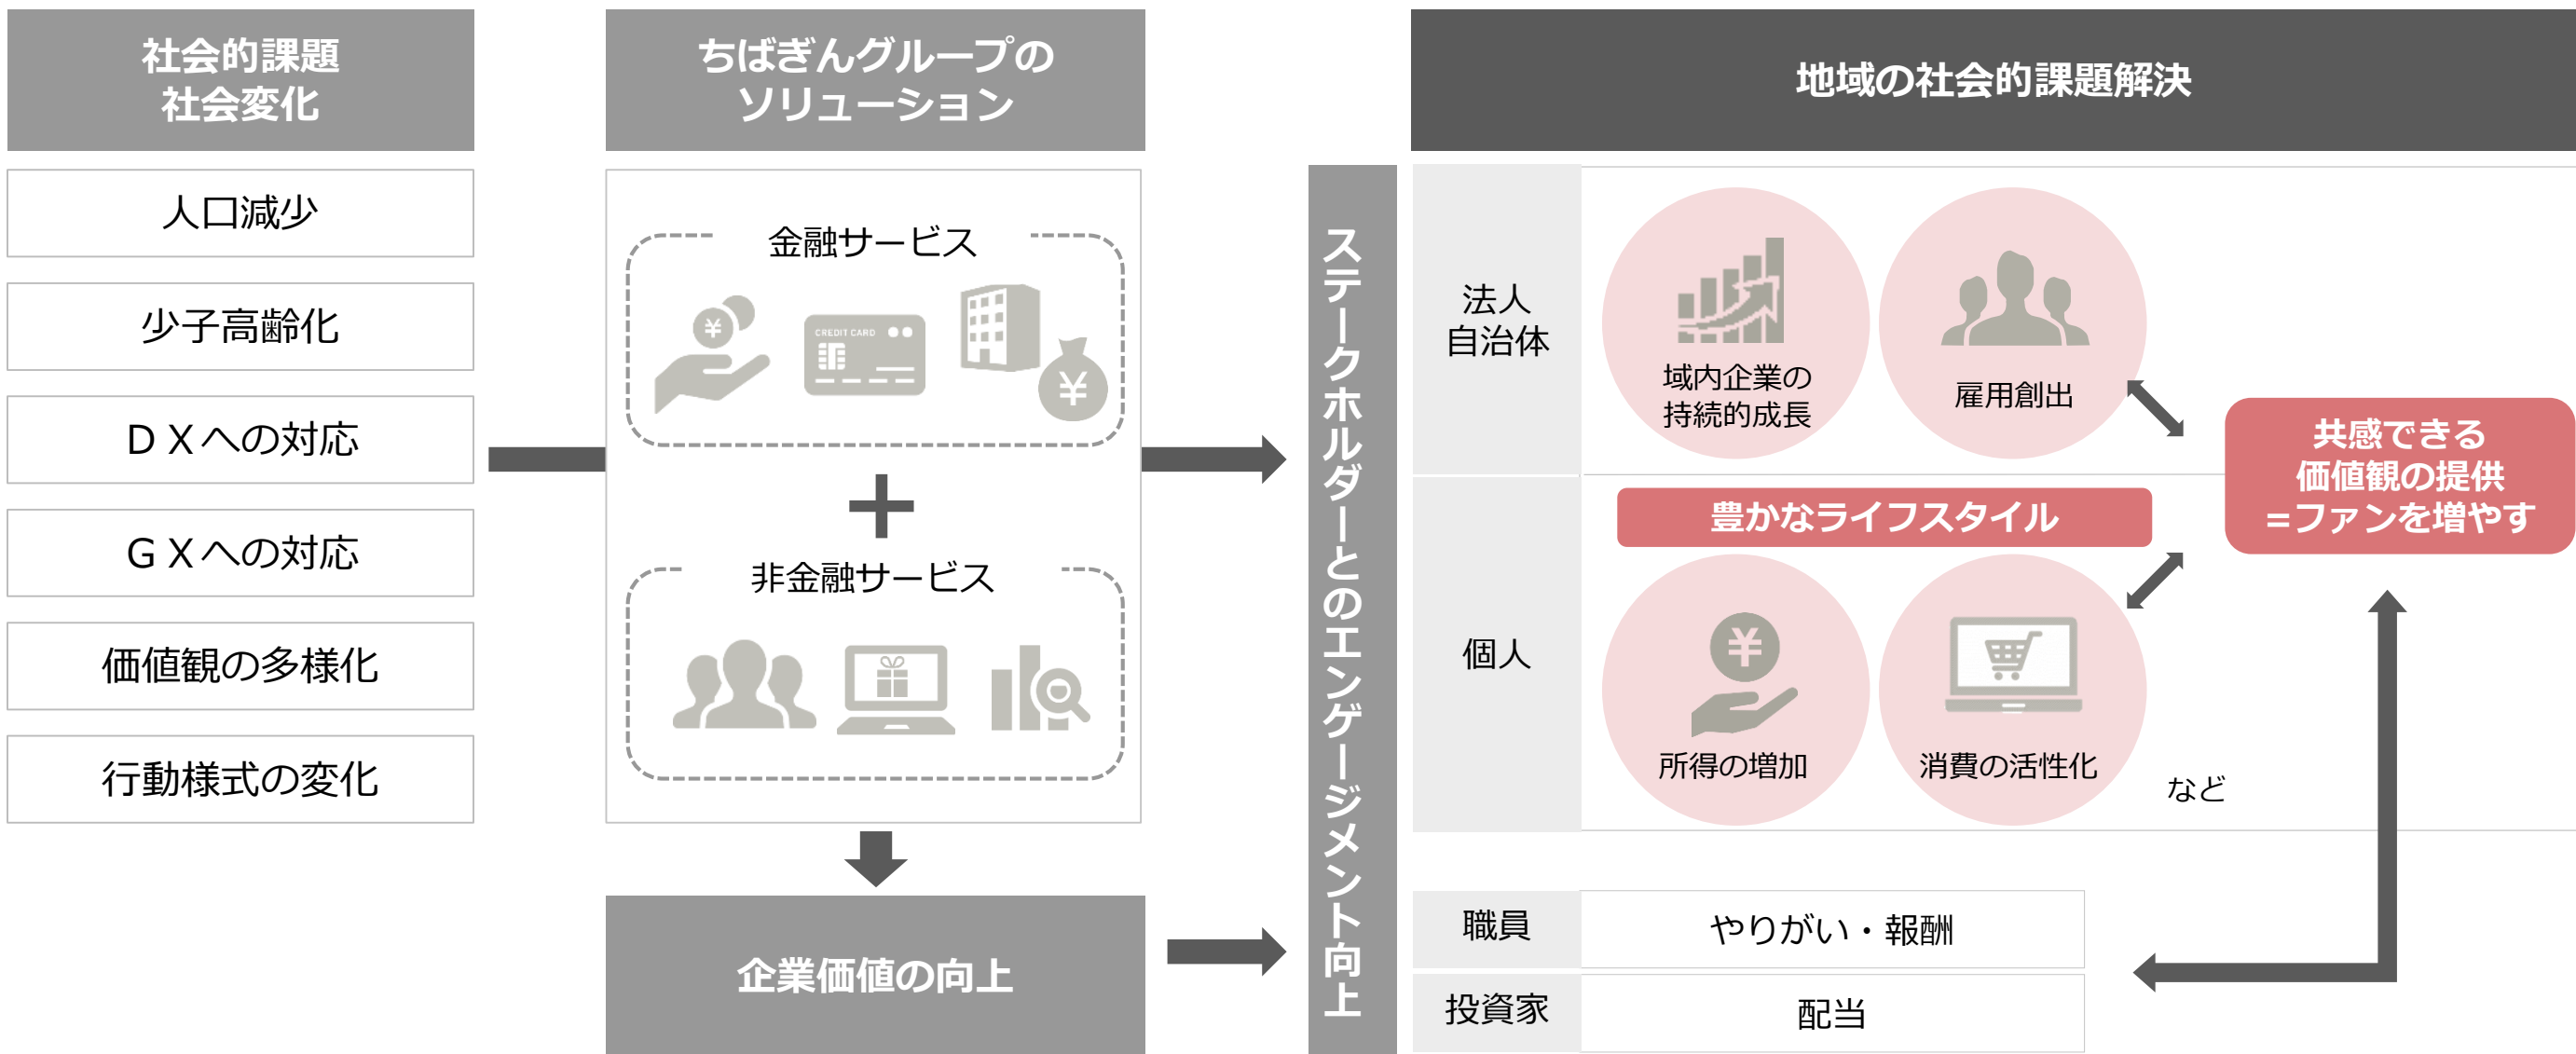 社会的課題
社会変化
人口減少
少子高齢化
ＤＸへの対応
ＧＸへの対応
価値観の多様化
行動様式の変化
ちばぎんグループの
ソリューション
金融サービス
¥
CREDIT CARD
¥
＋
非金融サービス
企業価値の向上
ステークホルダーとのエンゲージメント向上
地域の社会的課題解決
法人
自治体
域内企業の
持続的成長
雇用創出
個人
豊かなライフスタイル
¥
所得の増加
消費の活性化
など
共感できる
価値観の提供
=ファンを増やす
職員
やりがい・報酬
投資家
配当